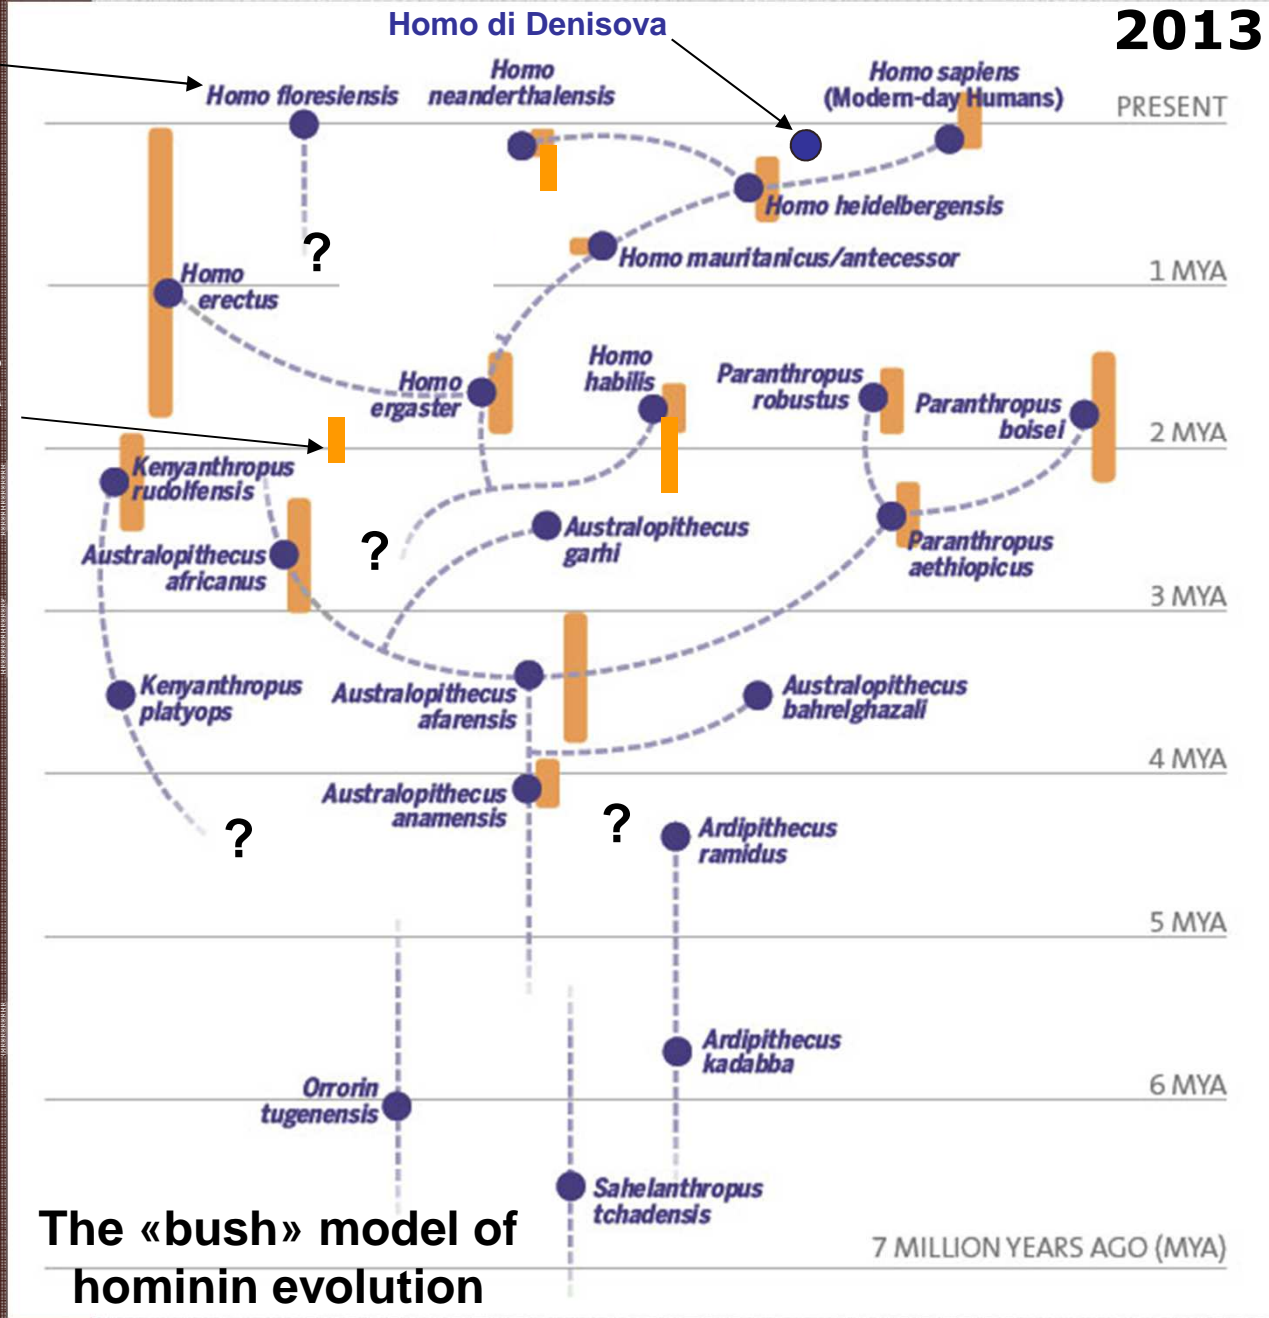 Homo di Denisova
2013
Homo
neanderthalensis
Homo sapiens
(Modern-day Humans)
Homo floresiensis
PRESENT
Homo heidelbergensis
?
Homo mauritanicus/antecessor
Homo
erectus
1 MYA
Homo
habilis
Homo
ergaster
Paranthropus
robustus
Paranthropus
boisei
2 MYA
Kenyanthropus
rudolfensis
Australopithecus
africanus
?
Australopithecus
garhi
Paranthropus
aethiopicus
3 MYA
Kenyanthropus
platyops
Australopithecus
afarensis
Australopithecus
bahrelghazali
4 MYA
Australopithecus
anamensis
?
?
Ardipithecus
ramidus
5 MYA
Ardipithecus
kadabba
Orrorin
tugenensis
6 MYA
Sahelanthropus
tchadensis
The «bush» model of
hominin evolution
7 MILLION YEARS AGO (MYA)